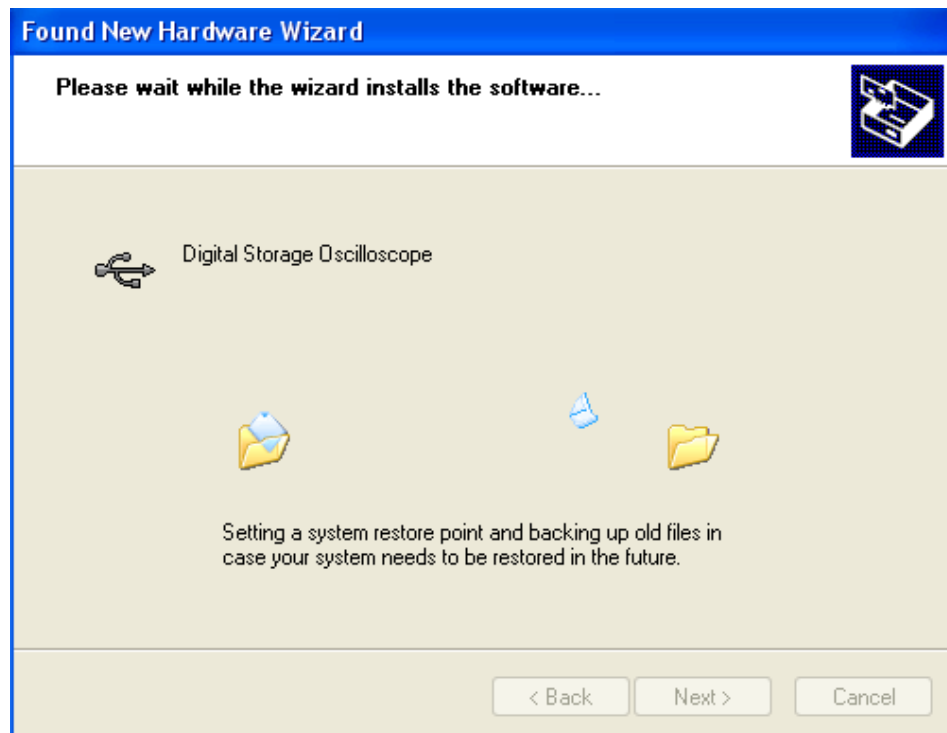 Found New Hardware Wizard
Please wait while the wizard installs the software...
Digital Storage Oscilloscope
Setting a system restore point and backing up old files in
case your system needs to be restored in the future.
< Back
Next >
Cancel